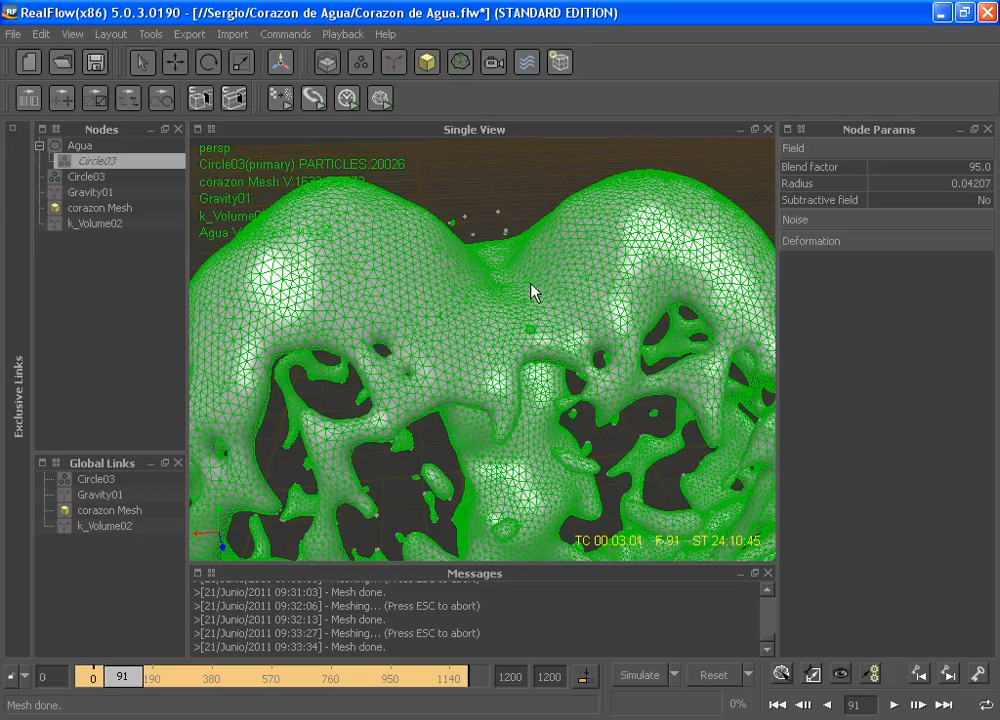 RealFlow(x86) 5.0.3.0190 - [//Sergio/Corazon de Agua/Corazon de Agua.flw*] (STANDARD EDITION)
File Edit View Layout Tools Export Import Commands Playback Help
Nodes
Agua
Circle03
Circle03
Gravity01
corazon Mesh
k_Volume02
Exclusive Links
Global Links
Circle03
Gravity01
corazon Mesh
k_Volume02
Single View
persp
Circle03(primary) PARTICLES:20026
corazon Mesh
Gravity01
k_Volume0
Agua
TC 00:03:01 F 91 ST 24:10:45
Messages
>[21/Junio/2011 09:31:03] - Mesh done.
>[21/Junio/2011 09:32:06] - Meshing... (Press ESC to abort)
>[21/Junio/2011 09:32:13] - Mesh done.
>[21/Junio/2011 09:33:27] - Meshing... (Press ESC to abort)
>[21/Junio/2011 09:33:34] - Mesh done.
Node Params
Field
Blend factor 95.0
Radius 0.04207
Subtractive field No
Noise
Deformation
0 0 91 190 380 570 760 950 1140 1200 1200
Simulate Reset
0% 91
Mesh done.